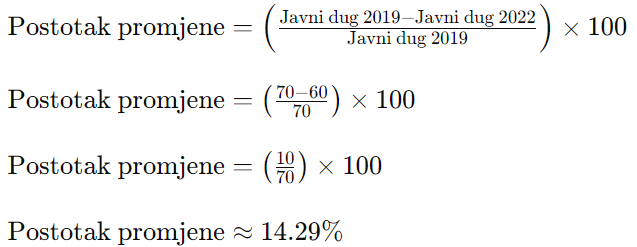 Postotak promjene = (Javni dug 2019−Javni dug 2022 / Javni dug 2019) × 100
Postotak promjene = (70−60 / 70) × 100
Postotak promjene = (10 / 70) × 100
Postotak promjene ≈ 14.29%